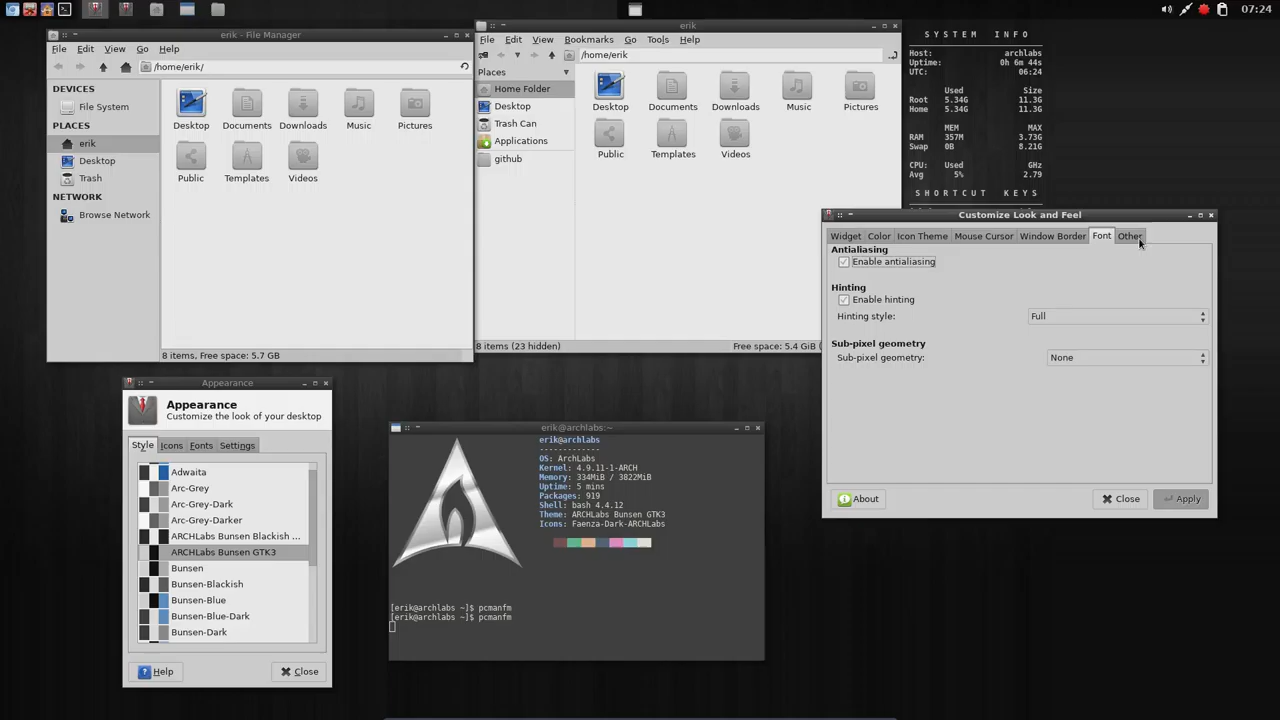 07:24
erik - File Manager
File Edit View Go Help
/home/erik/
DEVICES
File System
PLACES
erik
Desktop
Trash
NETWORK
Browse Network
Desktop Documents Downloads Music Pictures
Public Templates Videos
8 items, Free space: 5.7 GB
erik
File Edit View Bookmarks Go Tools Help
/home/erik
Places
Home Folder
Desktop
Trash Can
Applications
github
Desktop Documents Downloads Music Pictures
Public Templates Videos
8 items (23 hidden) Free space: 5.4 GiB
SYSTEM INFO
Host: archlabs
Uptime: 0h 6m 44s
UTC: 06:24
Used Size
Root 5.34G 11.3G
Home 5.34G 11.3G
MEM MAX
RAM 357M 3.73G
Swap 0B 8.21G
CPU: Used GHz
Avg 5% 2.79
SHORTCUT KEYS
Customize Look and Feel
Widget Color Icon Theme Mouse Cursor Window Border Font Other
Antialiasing
Enable antialiasing
Hinting
Enable hinting
Hinting style: Full
Sub-pixel geometry
Sub-pixel geometry: None
About Close Apply
Appearance
Appearance
Customize the look of your desktop
Style Icons Fonts Settings
Adwaita
Arc-Grey
Arc-Grey-Dark
Arc-Grey-Darker
ARCHLabs Bunsen Blackish ...
ARCHLabs Bunsen GTK3
Bunsen
Bunsen-Blackish
Bunsen-Blue
Bunsen-Blue-Dark
Bunsen-Dark
Help Close
erik@archlabs:~
erik@archlabs
-------------
OS: ArchLabs
Kernel: 4.9.11-1-ARCH
Memory: 334MiB / 3822MiB
Uptime: 5 mins
Packages: 919
Shell: bash 4.4.12
Theme: ARCHLabs Bunsen GTK3
Icons: Faenza-Dark-ARCHLabs
[erik@archlabs ~]$ pcmanfm
[erik@archlabs ~]$ pcmanfm